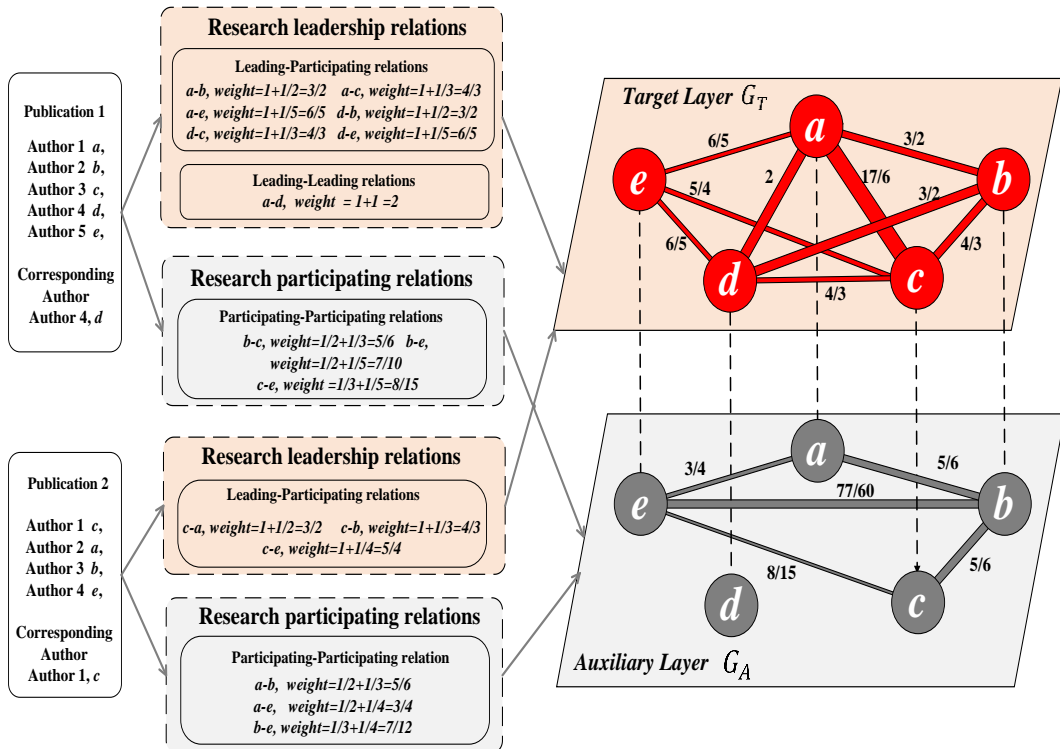 Publication 1
Author 1 a,
Author 2 b,
Author 3 c,
Author 4 d,
Author 5 e,
Corresponding
Author
Author 4, d
Research leadership relations
Leading-Participating relations
a-b, weight=1+1/2=3/2 a-c, weight=1+1/3=4/3
a-e, weight=1+1/5=6/5 d-b, weight=1+1/2=3/2
d-c, weight=1+1/3=4/3 d-e, weight=1+1/5=6/5
Leading-Leading relations
a-d, weight = 1+1 =2
Research participating relations
Participating-Participating relations
b-c, weight=1/2+1/3=5/6 b-e,
weight=1/2+1/5=7/10
c-e, weight =1/3+1/5=8/15
Publication 2
Author 1 c,
Author 2 a,
Author 3 b,
Author 4 e,
Corresponding
Author
Author 1, c
Research leadership relations
Leading-Participating relations
c-a, weight=1+1/2=3/2 c-b, weight=1+1/3=4/3
c-e, weight=1+1/4=5/4
Research participating relations
Participating-Participating relation
a-b, weight=1/2+1/3=5/6
a-e, weight=1/2+1/4=3/4
b-e, weight=1/3+1/4=7/12
Target Layer G_T
a
6/5
3/2
e
5/4
2
17/6
3/2
b
6/5
4/3
d
c
4/3
a
3/4
5/6
e
77/60
b
8/15
5/6
d
c
Auxiliary Layer G_A